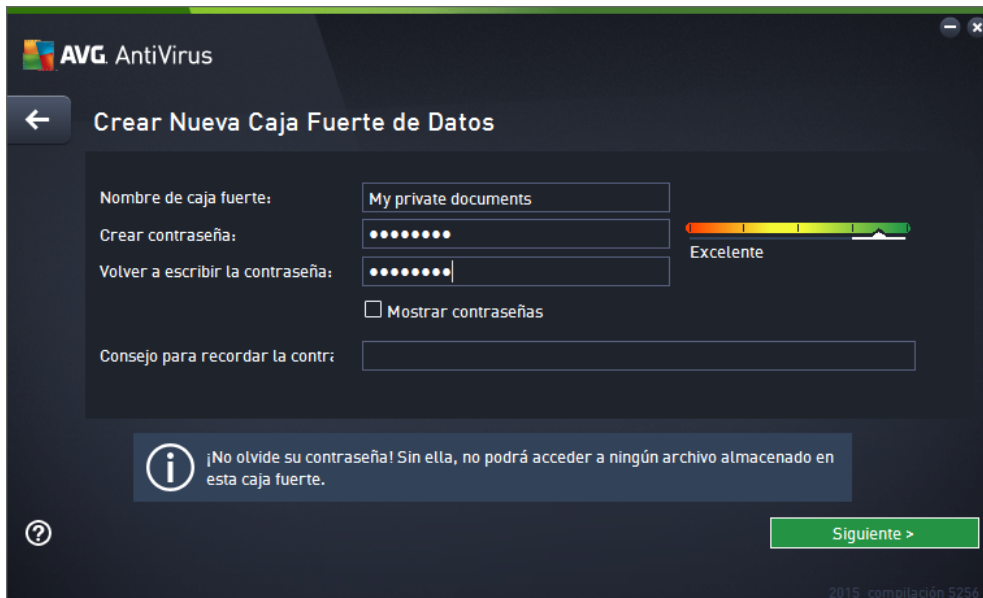 AVG. AntiVirus
Crear Nueva Caja Fuerte de Datos
Nombre de caja fuerte: My private documents
Crear contraseña: ●●●●●●●●
Excelente
Volver a escribir la contraseña: ●●●●●●●●
Mostrar contraseñas
Consejo para recordar la contra
¡No olvide su contraseña! Sin ella, no podrá acceder a ningún archivo almacenado en
esta caja fuerte.
Siguiente >
2015 compilación 5256